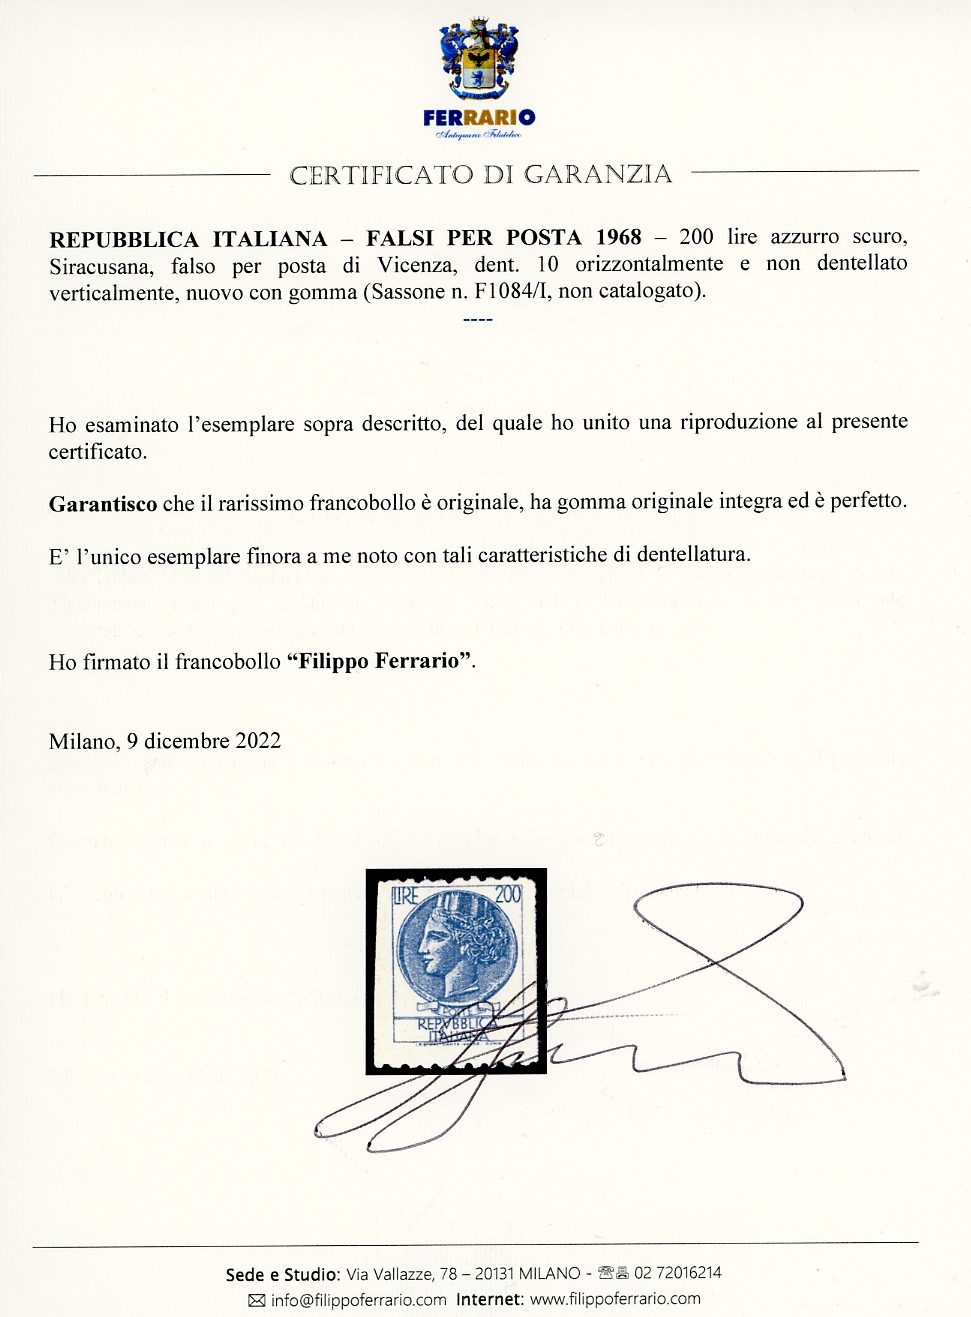 FERRARIO
Antiquario Filatelico
CERTIFICATO DI GARANZIA
REPUBBLICA ITALIANA – FALSI PER POSTA 1968 – 200 lire azzurro scuro,
Siracusana, falso per posta di Vicenza, dent. 10 orizzontalmente e non dentellato
verticalmente, nuovo con gomma (Sassone n. F1084/I, non catalogato).
----
Ho esaminato l’esemplare sopra descritto, del quale ho unito una riproduzione al presente
certificato.
Garantisco che il rarissimo francobollo è originale, ha gomma originale integra ed è perfetto.
E’ l’unico esemplare finora a me noto con tali caratteristiche di dentellatura.
Ho firmato il francobollo “Filippo Ferrario”.
Milano, 9 dicembre 2022
LIRE 200
POSTE
REPVBBLICA
ITALIANA
Sede e Studio: Via Vallazze, 78 – 20131 MILANO - 02 72016214
info@filippoferrario.com Internet: www.filippoferrario.com